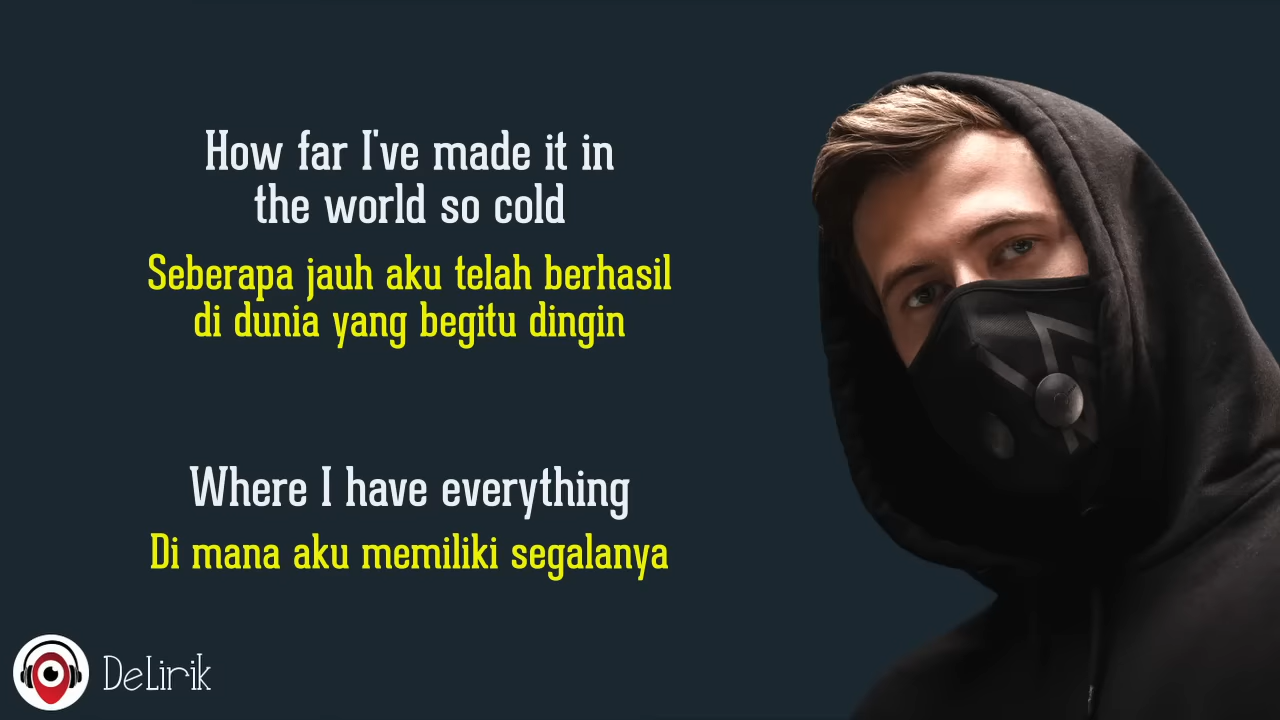 How far I've made it in
the world so cold
Seberapa jauh aku telah berhasil
di dunia yang begitu dingin
Where I have everything
Di mana aku memiliki segalanya
DeLirik